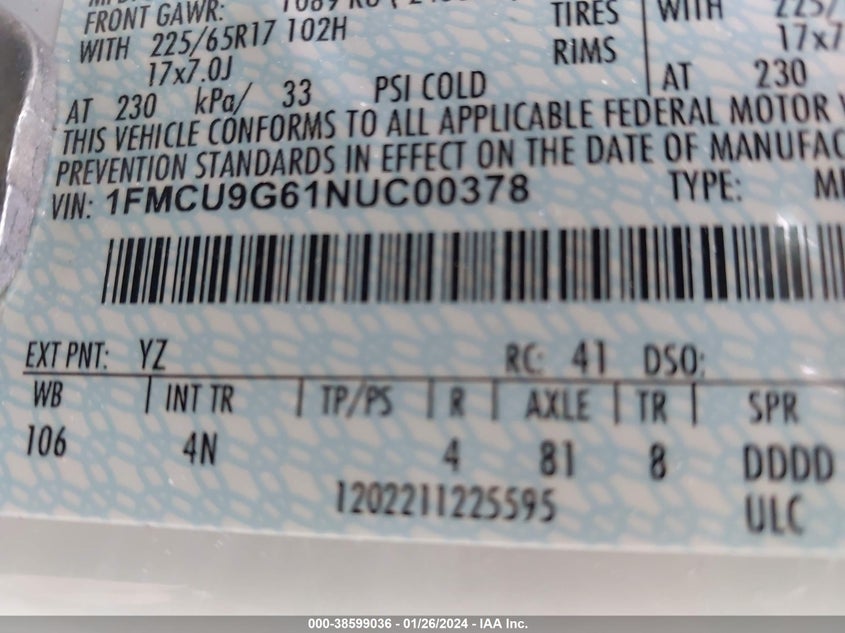 FRONT GAWR:
WITH 225/65R17 102H
17x7.0J
AT 230 kPa/ 33 PSI COLD
TIRES WITH
RIMS 17x7
AT 230
THIS VEHICLE CONFORMS TO ALL APPLICABLE FEDERAL MOTOR
PREVENTION STANDARDS IN EFFECT ON THE DATE OF MANUFAC
VIN: 1FMCU9G61NUC00378 TYPE:
EXT PNT: YZ RC: 41 DSO:
WB INT TR TP/PS R AXLE TR SPR
106 4N 4 81 8 DDDD
1202211225595 ULC
000-38599036 - 01/26/2024 - IAA Inc.